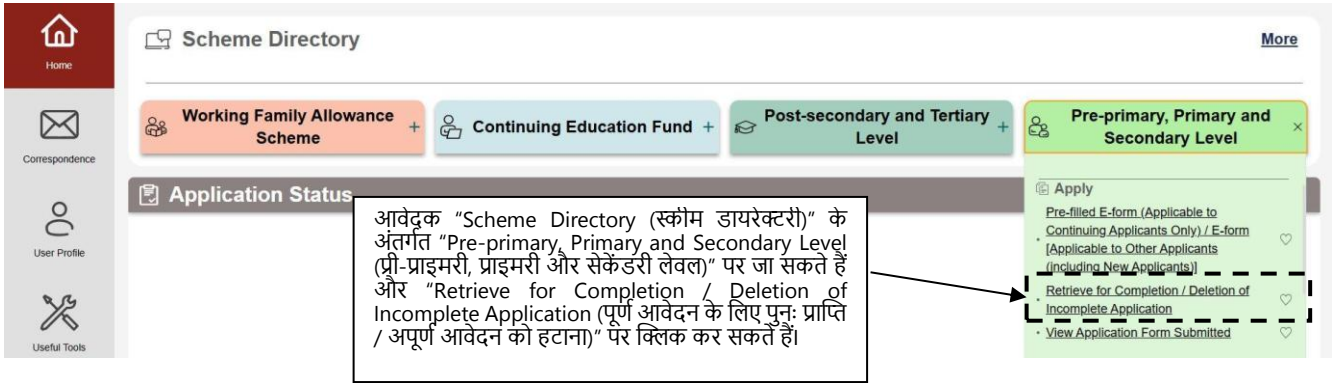 Home
Correspondence
User Profile
Useful Tools
Scheme Directory
More
Working Family Allowance
Scheme
+
Continuing Education Fund +
Post-secondary and Tertiary
Level
+
Pre-primary, Primary and
Secondary Level
×
Application Status
Apply
Pre-filled E-form (Applicable to
Continuing Applicants Only) / E-form
[Applicable to Other Applicants
(including New Applicants)]
Retrieve for Completion / Deletion of
Incomplete Application
View Application Form Submitted
आवेदक “Scheme Directory (स्कीम डायरेक्टरी)” के
अंतर्गत “Pre-primary, Primary and Secondary Level
(प्री-प्राइमरी, प्राइमरी और सेकेंडरी लेवल)” पर जा सकते हैं
और “Retrieve for Completion / Deletion of
Incomplete Application (पूर्ण आवेदन के लिए पुनः प्राप्ति
/ अपूर्ण आवेदन को हटाना)” पर क्लिक कर सकते हैं।